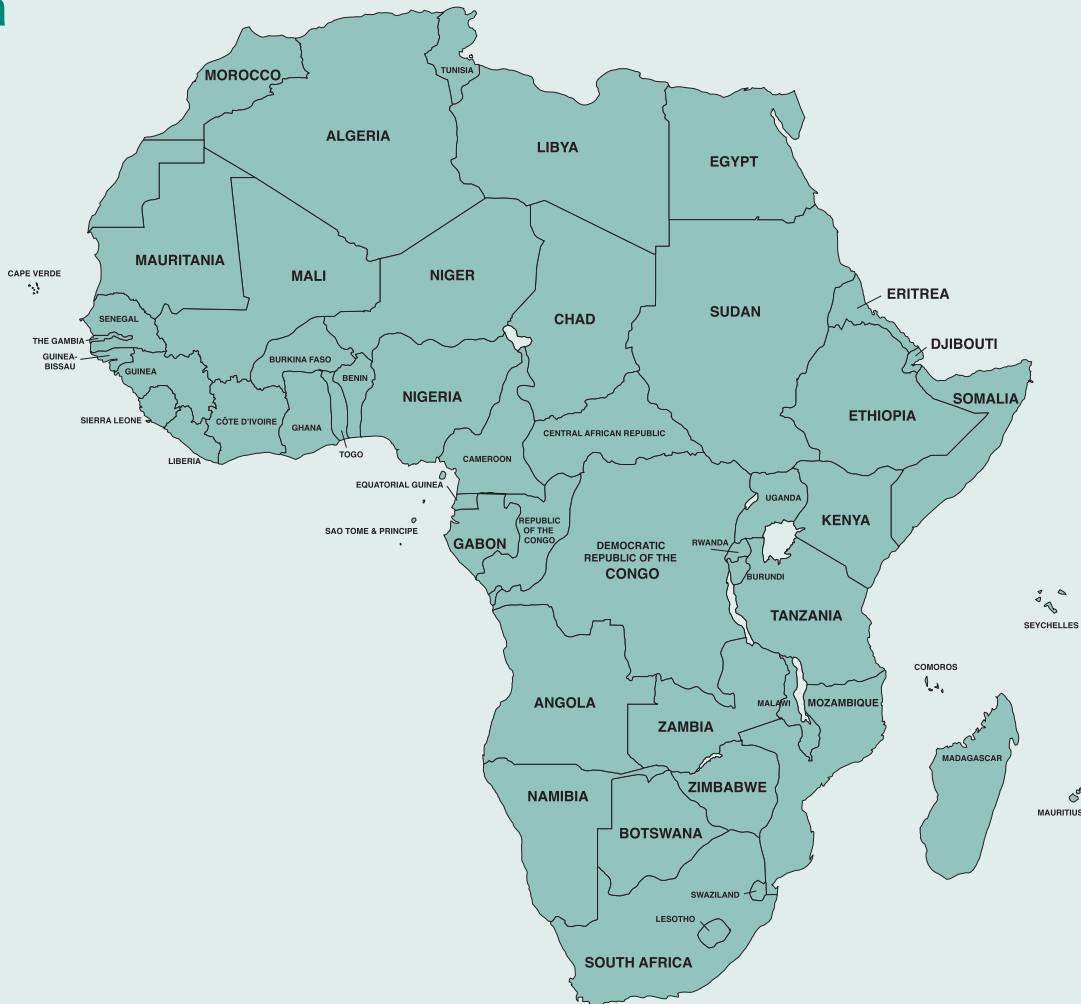 MOROCCO
TUNISIA
ALGERIA
LIBYA
EGYPT
MAURITANIA
MALI
NIGER
CHAD
SUDAN
ERITREA
CAPE VERDE
SENEGAL
THE GAMBIA
GUINEA-
BISSAU
GUINEA
BURKINA FASO
BENIN
NIGERIA
DJIBOUTI
SOMALIA
ETHIOPIA
SIERRA LEONE
CÔTE D'IVOIRE
GHANA
LIBERIA
TOGO
CENTRAL AFRICAN REPUBLIC
CAMEROON
EQUATORIAL GUINEA
SAO TOME & PRINCIPE
GABON
REPUBLIC
OF THE
CONGO
DEMOCRATIC
REPUBLIC OF THE
CONGO
UGANDA
KENYA
RWANDA
BURUNDI
TANZANIA
SEYCHELLES
COMOROS
ANGOLA
ZAMBIA
MALAWI
MOZAMBIQUE
MADAGASCAR
MAURITIUS
NAMIBIA
ZIMBABWE
BOTSWANA
SWAZILAND
LESOTHO
SOUTH AFRICA